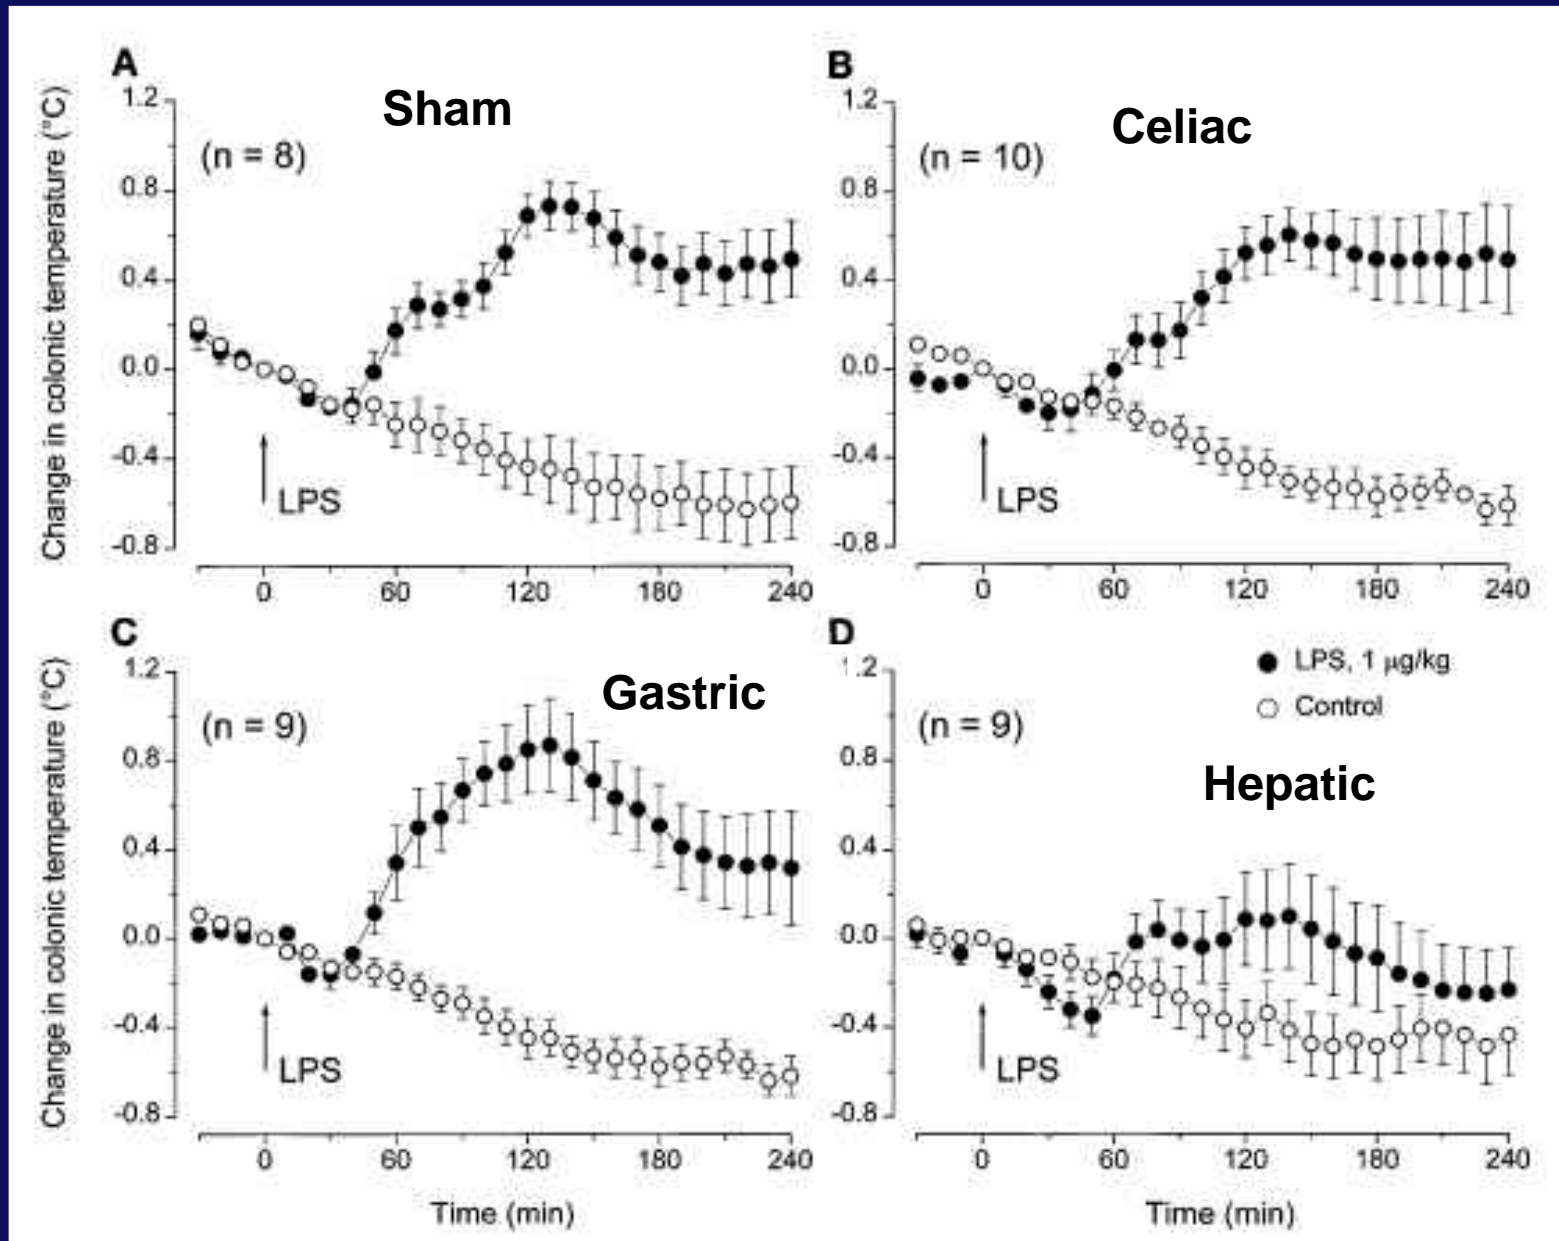 A
Sham
(n = 8)
Change in colonic temperature (°C)
1.2
0.8
0.4
0.0
-0.4
-0.8
LPS
0 60 120 180 240
B
Celiac
(n = 10)
1.2
0.8
0.4
0.0
-0.4
-0.8
LPS
0 60 120 180 240
C
Gastric
(n = 9)
Change in colonic temperature (°C)
1.2
0.8
0.4
0.0
-0.4
-0.8
LPS
0 60 120 180 240
Time (min)
D
LPS, 1 µg/kg
Control
(n = 9)
Hepatic
1.2
0.8
0.4
0.0
-0.4
-0.8
LPS
0 60 120 180 240
Time (min)